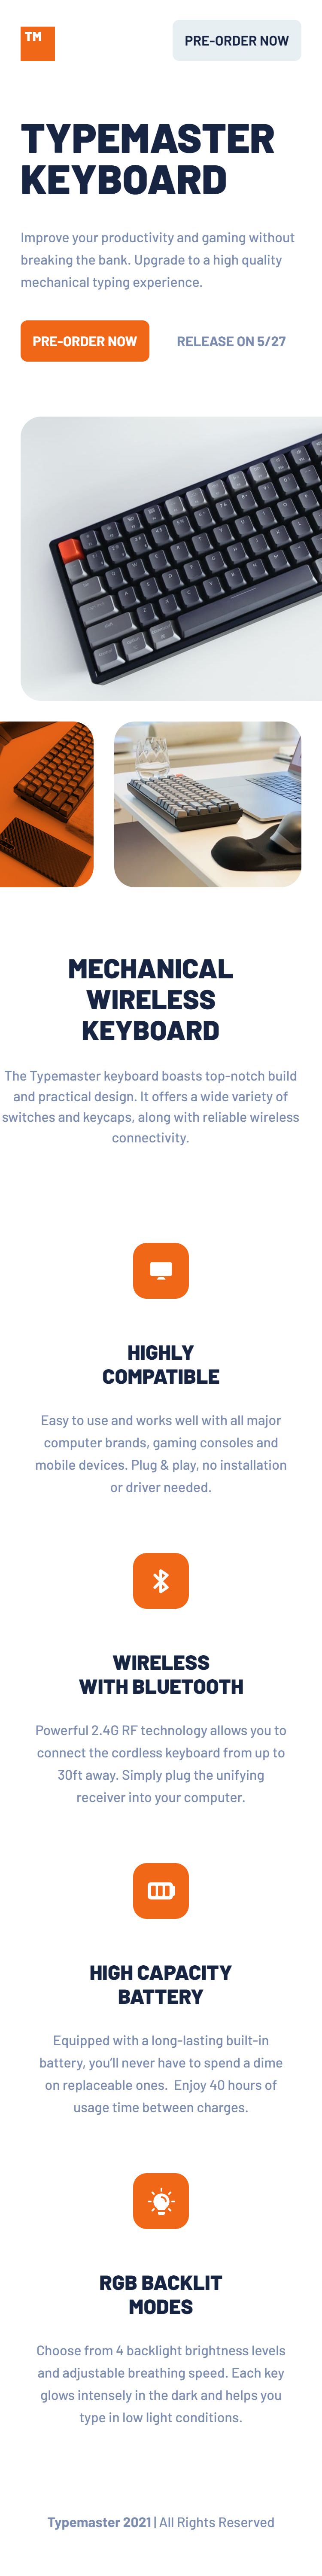 TM
PRE-ORDER NOW
TYPEMASTER
KEYBOARD
Improve your productivity and gaming without
breaking the bank. Upgrade to a high quality
mechanical typing experience.
PRE-ORDER NOW
RELEASE ON 5/27
MECHANICAL
WIRELESS
KEYBOARD
The Typemaster keyboard boasts top-notch build
and practical design. It offers a wide variety of
switches and keycaps, along with reliable wireless
connectivity.
HIGHLY
COMPATIBLE
Easy to use and works well with all major
computer brands, gaming consoles and
mobile devices. Plug & play, no installation
or driver needed.
WIRELESS
WITH BLUETOOTH
Powerful 2.4G RF technology allows you to
connect the cordless keyboard from up to
30ft away. Simply plug the unifying
receiver into your computer.
HIGH CAPACITY
BATTERY
Equipped with a long-lasting built-in
battery, you’ll never have to spend a dime
on replaceable ones.  Enjoy 40 hours of
usage time between charges.
RGB BACKLIT
MODES
Choose from 4 backlight brightness levels
and adjustable breathing speed. Each key
glows intensely in the dark and helps you
type in low light conditions.
Typemaster 2021 | All Rights Reserved